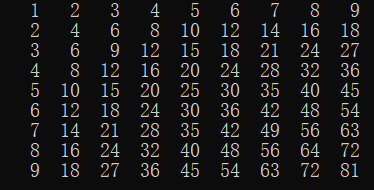 1 2 3 4 5 6 7 8 9
2 4 6 8 10 12 14 16 18
3 6 9 12 15 18 21 24 27
4 8 12 16 20 24 28 32 36
5 10 15 20 25 30 35 40 45
6 12 18 24 30 36 42 48 54
7 14 21 28 35 42 49 56 63
8 16 24 32 40 48 56 64 72
9 18 27 36 45 54 63 72 81